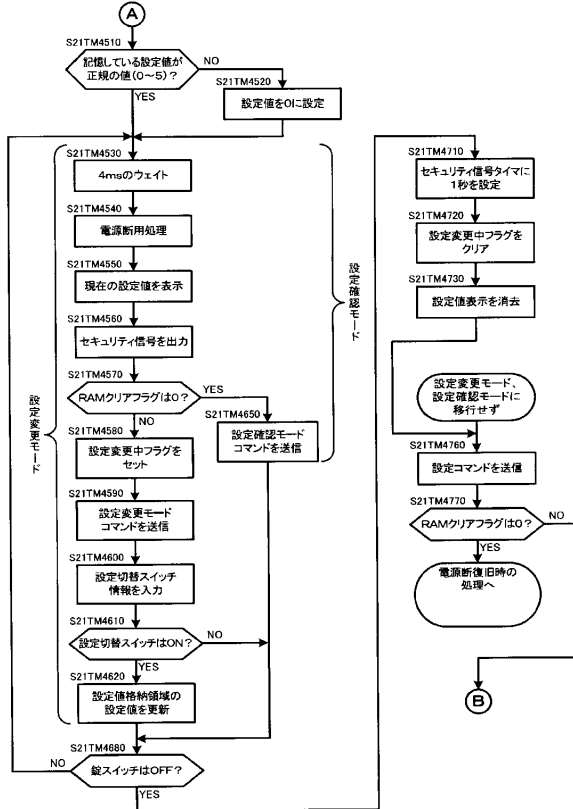 A
S21TM4510
記憶している設定値が
正規の値(0～5)？
NO
YES
S21TM4520
設定値を0に設定
S21TM4530
4msのウェイト
S21TM4540
電源断用処理
S21TM4550
現在の設定値を表示
S21TM4560
セキュリティ信号を出力
S21TM4570
RAMクリアフラグは0？
YES
NO
S21TM4650
設定確認モード
コマンドを送信
S21TM4580
設定変更中フラグを
セット
S21TM4590
設定変更モード
コマンドを送信
S21TM4600
設定切替スイッチ
情報を入力
S21TM4610
設定切替スイッチはON？
NO
YES
S21TM4620
設定値格納領域の
設定値を更新
S21TM4680
錠スイッチはOFF？
NO
YES
設定変更モード
設定確認モード
S21TM4710
セキュリティ信号タイマに
1秒を設定
S21TM4720
設定変更中フラグを
クリア
S21TM4730
設定値表示を消去
設定変更モード、
設定確認モードに
移行せず
S21TM4760
設定コマンドを送信
S21TM4770
RAMクリアフラグは0？
NO
YES
電源断復旧時の
処理へ
B